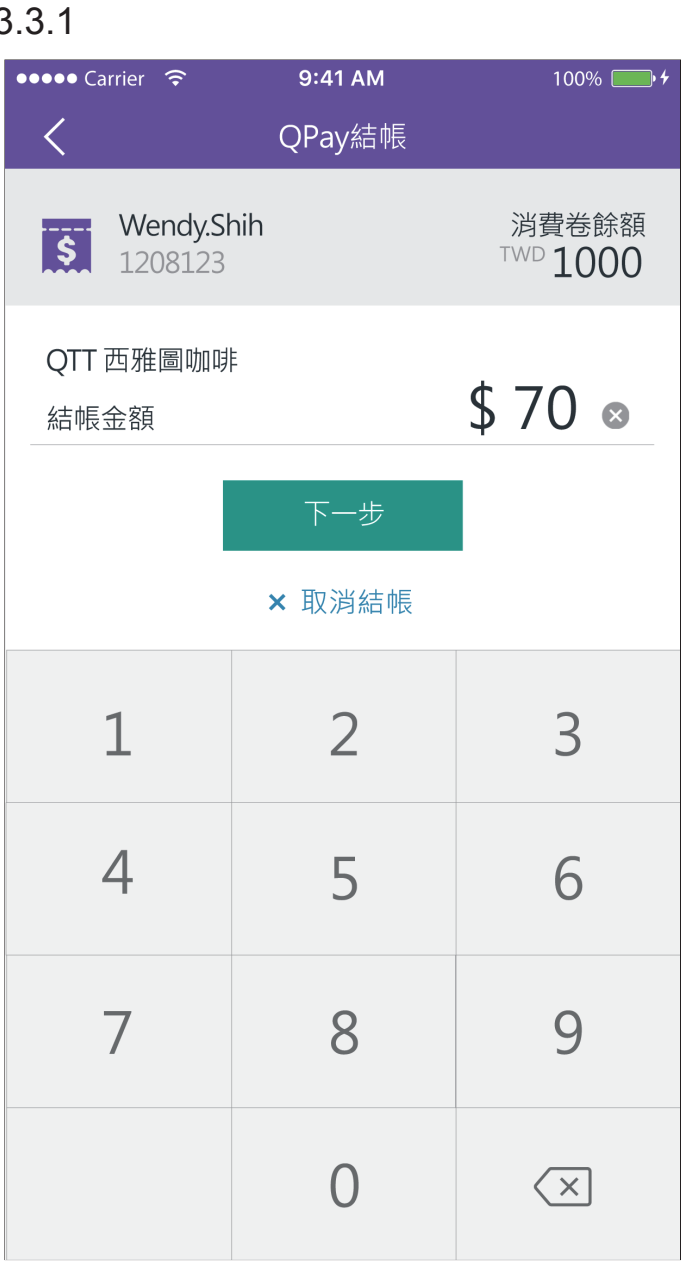 3.3.1
Carrier 9:41 AM 100%
QPay結帳
Wendy.Shih 消費卷餘額
1208123 TWD 1000
QTT 西雅圖咖啡
結帳金額 $ 70
下一步
× 取消結帳
1 2 3
4 5 6
7 8 9
0